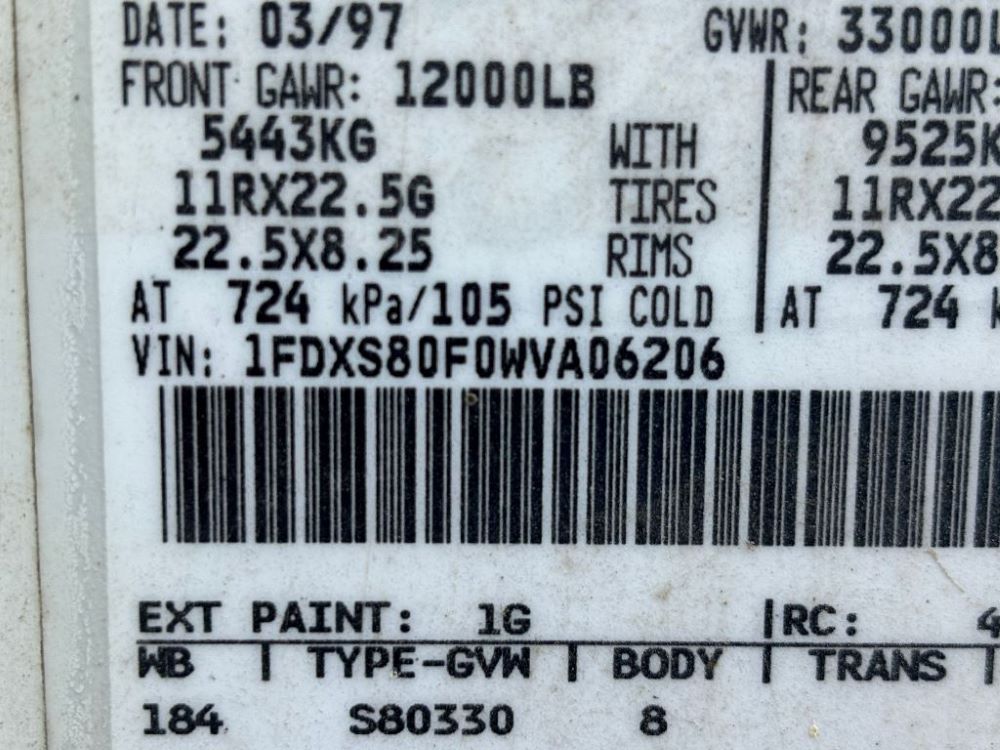 DATE: 03/97 GVWR: 33000L
FRONT GAWR: 12000LB REAR GAWR:
5443KG WITH 9525K
11RX22.5G TIRES 11RX22
22.5X8.25 RIMS 22.5X8
AT 724 kPa/105 PSI COLD AT 724 k
VIN: 1FDXS80F0WVA06206
EXT PAINT: 1G RC: 4
WB TYPE-GVW BODY TRANS
184 S80330 8